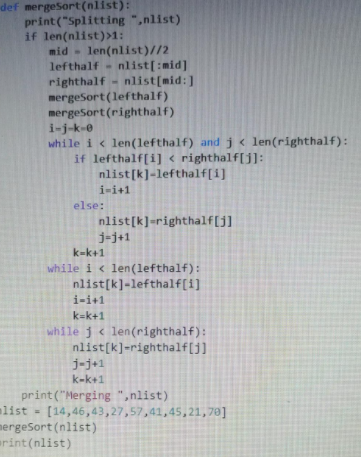 def mergeSort(nlist):
    print("Splitting ",nlist)
    if len(nlist)>1:
        mid = len(nlist)//2
        lefthalf = nlist[:mid]
        righthalf = nlist[mid:]
        mergeSort(lefthalf)
        mergeSort(righthalf)
        i=j=k=0
        while i < len(lefthalf) and j < len(righthalf):
            if lefthalf[i] < righthalf[j]:
                nlist[k]=lefthalf[i]
                i=i+1
            else:
                nlist[k]=righthalf[j]
                j=j+1
            k=k+1
        while i < len(lefthalf):
            nlist[k]=lefthalf[i]
            i=i+1
            k=k+1
        while j < len(righthalf):
            nlist[k]=righthalf[j]
            j=j+1
            k=k+1
    print("Merging ",nlist)
nlist = [14,46,43,27,57,41,45,21,70]
mergeSort(nlist)
print(nlist)